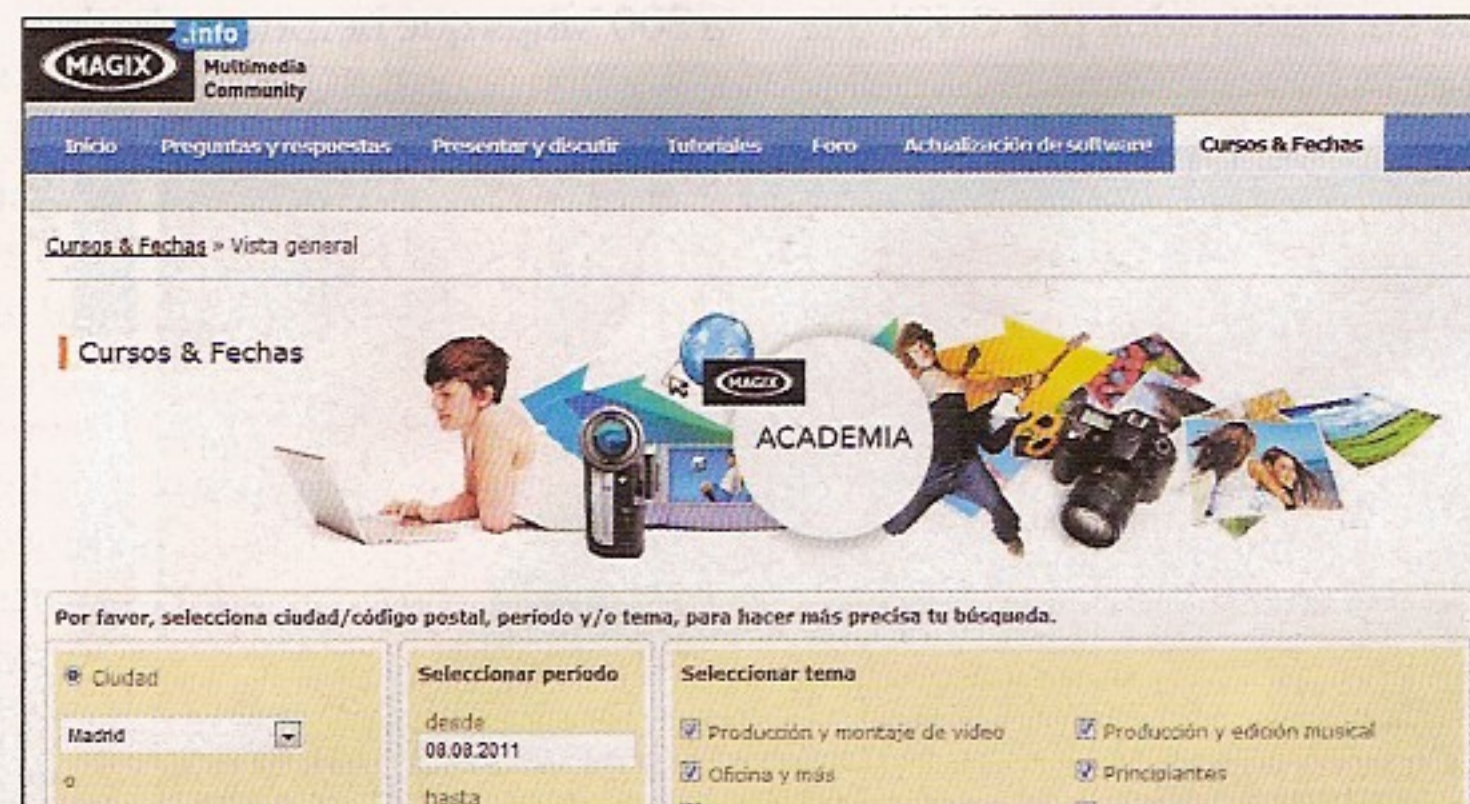 .info
MAGIX
Multimedia
Community
Inicio Preguntas y respuestas Presentar y discutir Tutoriales Foro Actualización de software Cursos & Fechas
Cursos & Fechas » Vista general
Cursos & Fechas
MAGIX
ACADEMIA
Por favor, selecciona ciudad/código postal, período y/o tema, para hacer más precisa tu búsqueda.
Ciudad
Madrid
o
Seleccionar período
desde
08.08.2011
hasta
Seleccionar tema
Producción y montaje de vídeo Producción y edición musical
Oficina y más Principiantes